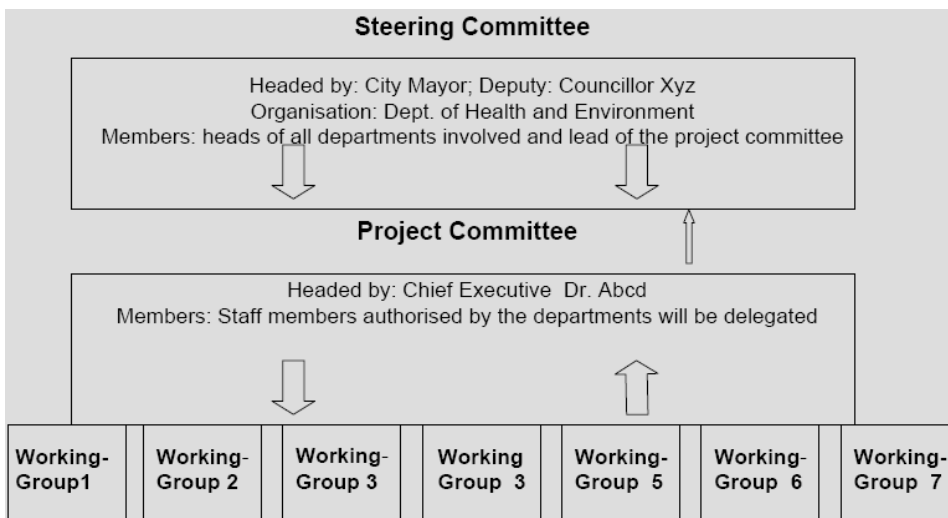 Steering Committee
Headed by: City Mayor; Deputy: Councillor Xyz
Organisation: Dept. of Health and Environment
Members: heads of all departments involved and lead of the project committee
Project Committee
Headed by: Chief Executive Dr. Abcd
Members: Staff members authorised by the departments will be delegated
Working-
Group1
Working-
Group 2
Working-
Group 3
Working
Group 3
Working-
Group 5
Working-
Group 6
Working-
Group 7